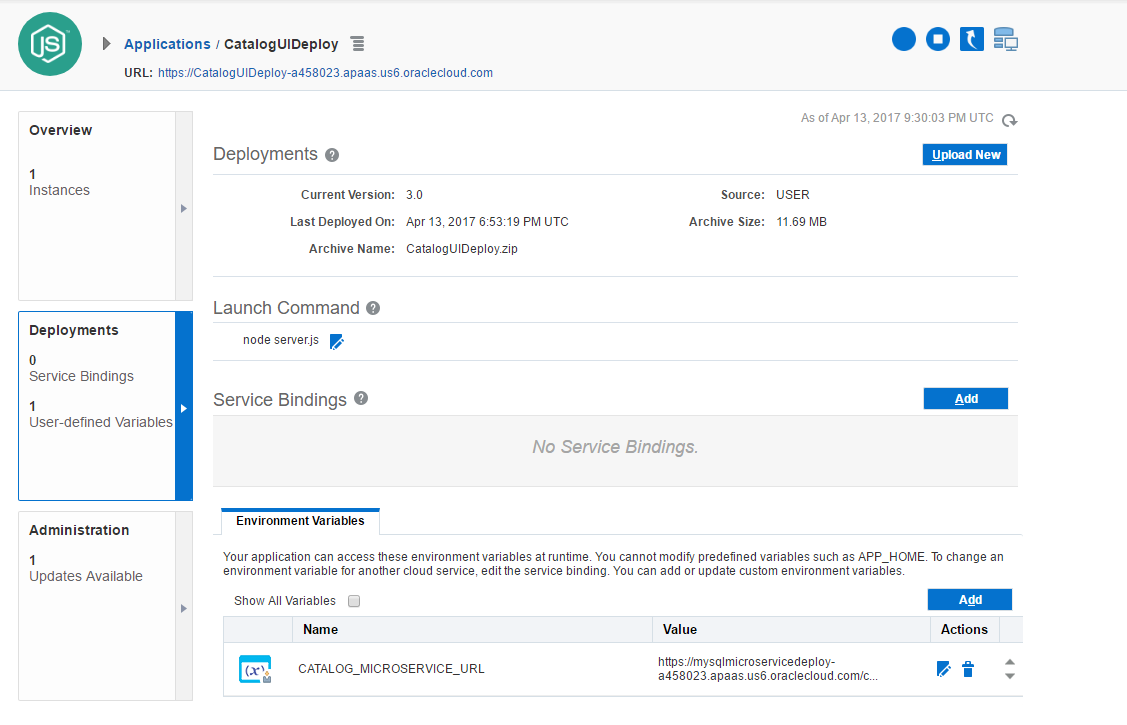 JS
Applications / CatalogUIDeploy
URL: https://CatalogUIDeploy-a458023.apaas.us6.oraclecloud.com
Overview
1
Instances
Deployments
0
Service Bindings
1
User-defined Variables
Administration
1
Updates Available
As of Apr 13, 2017 9:30:03 PM UTC
Deployments ?
Upload New
Current Version: 3.0
Source: USER
Last Deployed On: Apr 13, 2017 6:53:19 PM UTC
Archive Size: 11.69 MB
Archive Name: CatalogUIDeploy.zip
Launch Command ?
node server.js
Service Bindings ?
Add
No Service Bindings.
Environment Variables
Your application can access these environment variables at runtime. You cannot modify predefined variables such as APP_HOME. To change an
environment variable for another cloud service, edit the service binding. You can add or update custom environment variables.
Show All Variables
Add
Name Value Actions
(x)
CATALOG_MICROSERVICE_URL
https://mysqlmicroservicedeploy-
a458023.apaas.us6.oraclecloud.com/c...